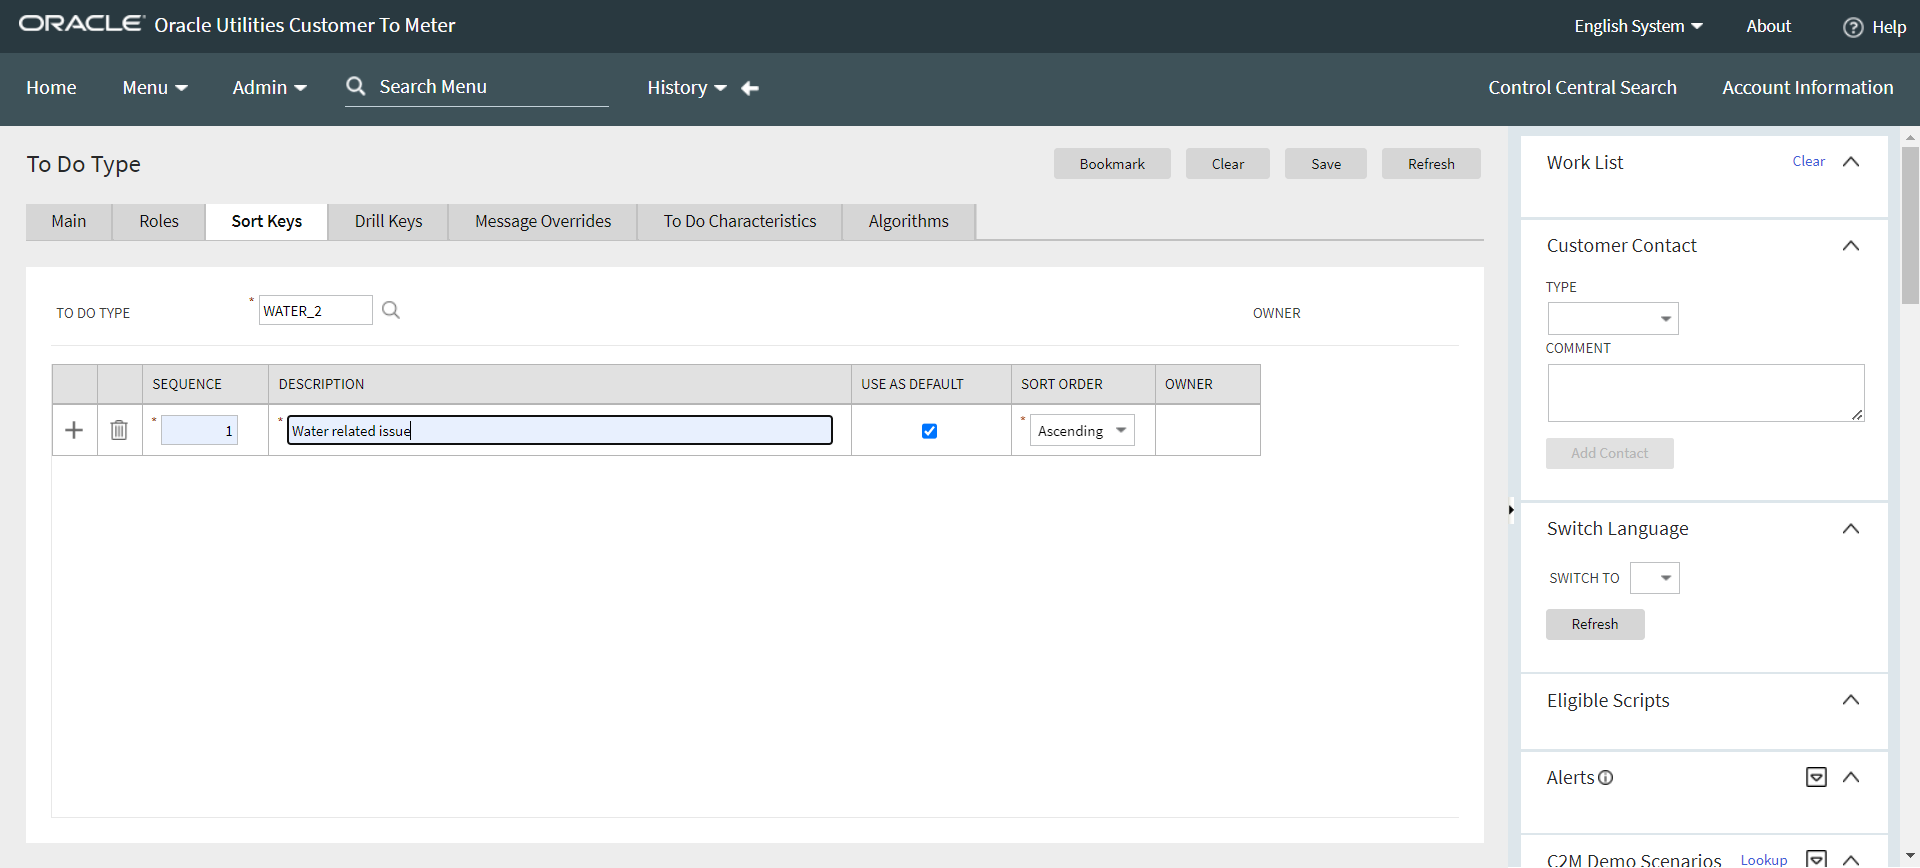 ORACLE Oracle Utilities Customer To Meter English System About Help
Home Menu Admin Search Menu History Control Central Search Account Information
To Do Type Bookmark Clear Save Refresh
Main Roles Sort Keys Drill Keys Message Overrides To Do Characteristics Algorithms
TO DO TYPE * WATER_2 OWNER
SEQUENCE DESCRIPTION USE AS DEFAULT SORT ORDER OWNER
* 1 * Water related issue * Ascending
Work List Clear
Customer Contact
TYPE
COMMENT
Add Contact
Switch Language
SWITCH TO
Refresh
Eligible Scripts
Alerts
C2M Demo Scenarios Lookup